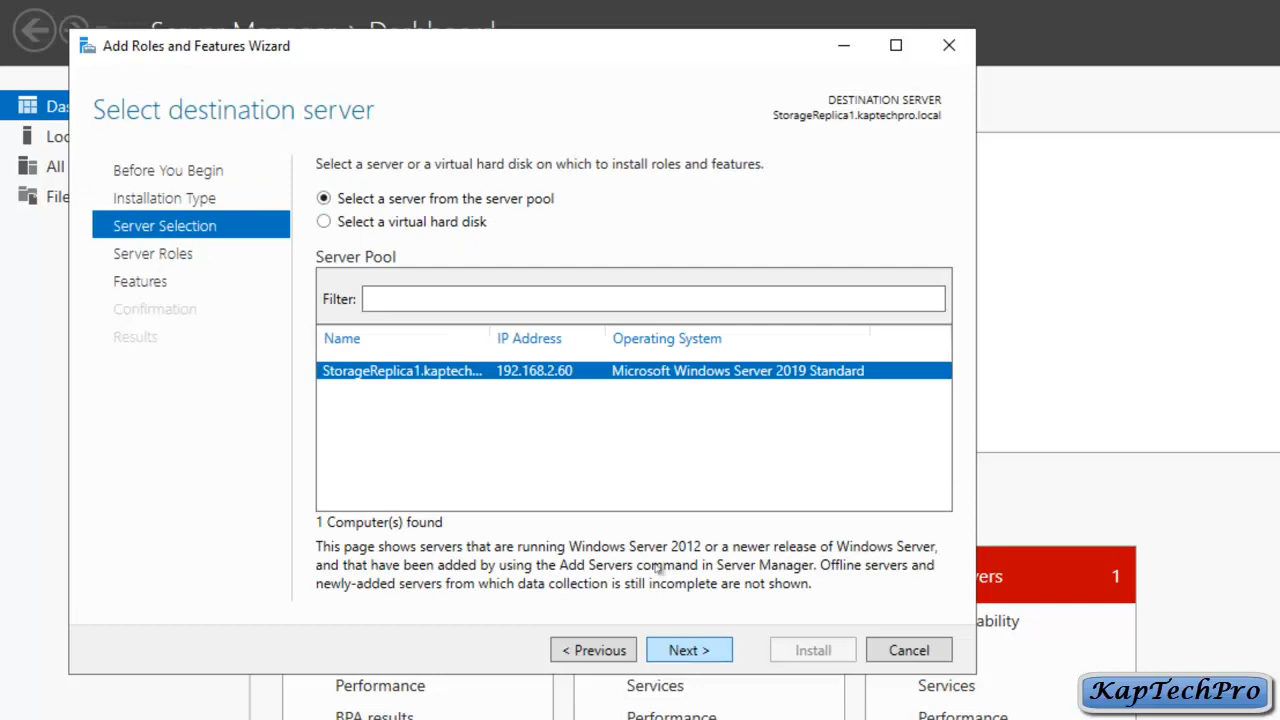 Add Roles and Features Wizard
Select destination server
DESTINATION SERVER
StorageReplica1.kaptechpro.local
Before You Begin
Installation Type
Server Selection
Server Roles
Features
Confirmation
Results
Select a server or a virtual hard disk on which to install roles and features.
Select a server from the server pool
Select a virtual hard disk
Server Pool
Filter:
Name IP Address Operating System
StorageReplica1.kaptech... 192.168.2.60 Microsoft Windows Server 2019 Standard
1 Computer(s) found
This page shows servers that are running Windows Server 2012 or a newer release of Windows Server,
and that have been added by using the Add Servers command in Server Manager. Offline servers and
newly-added servers from which data collection is still incomplete are not shown.
< Previous
Next >
Install
Cancel
Das
Loc
All
File
ers 1
ability
Performance
BPA results
Services
Performance
Services
Performance
KapTechPro